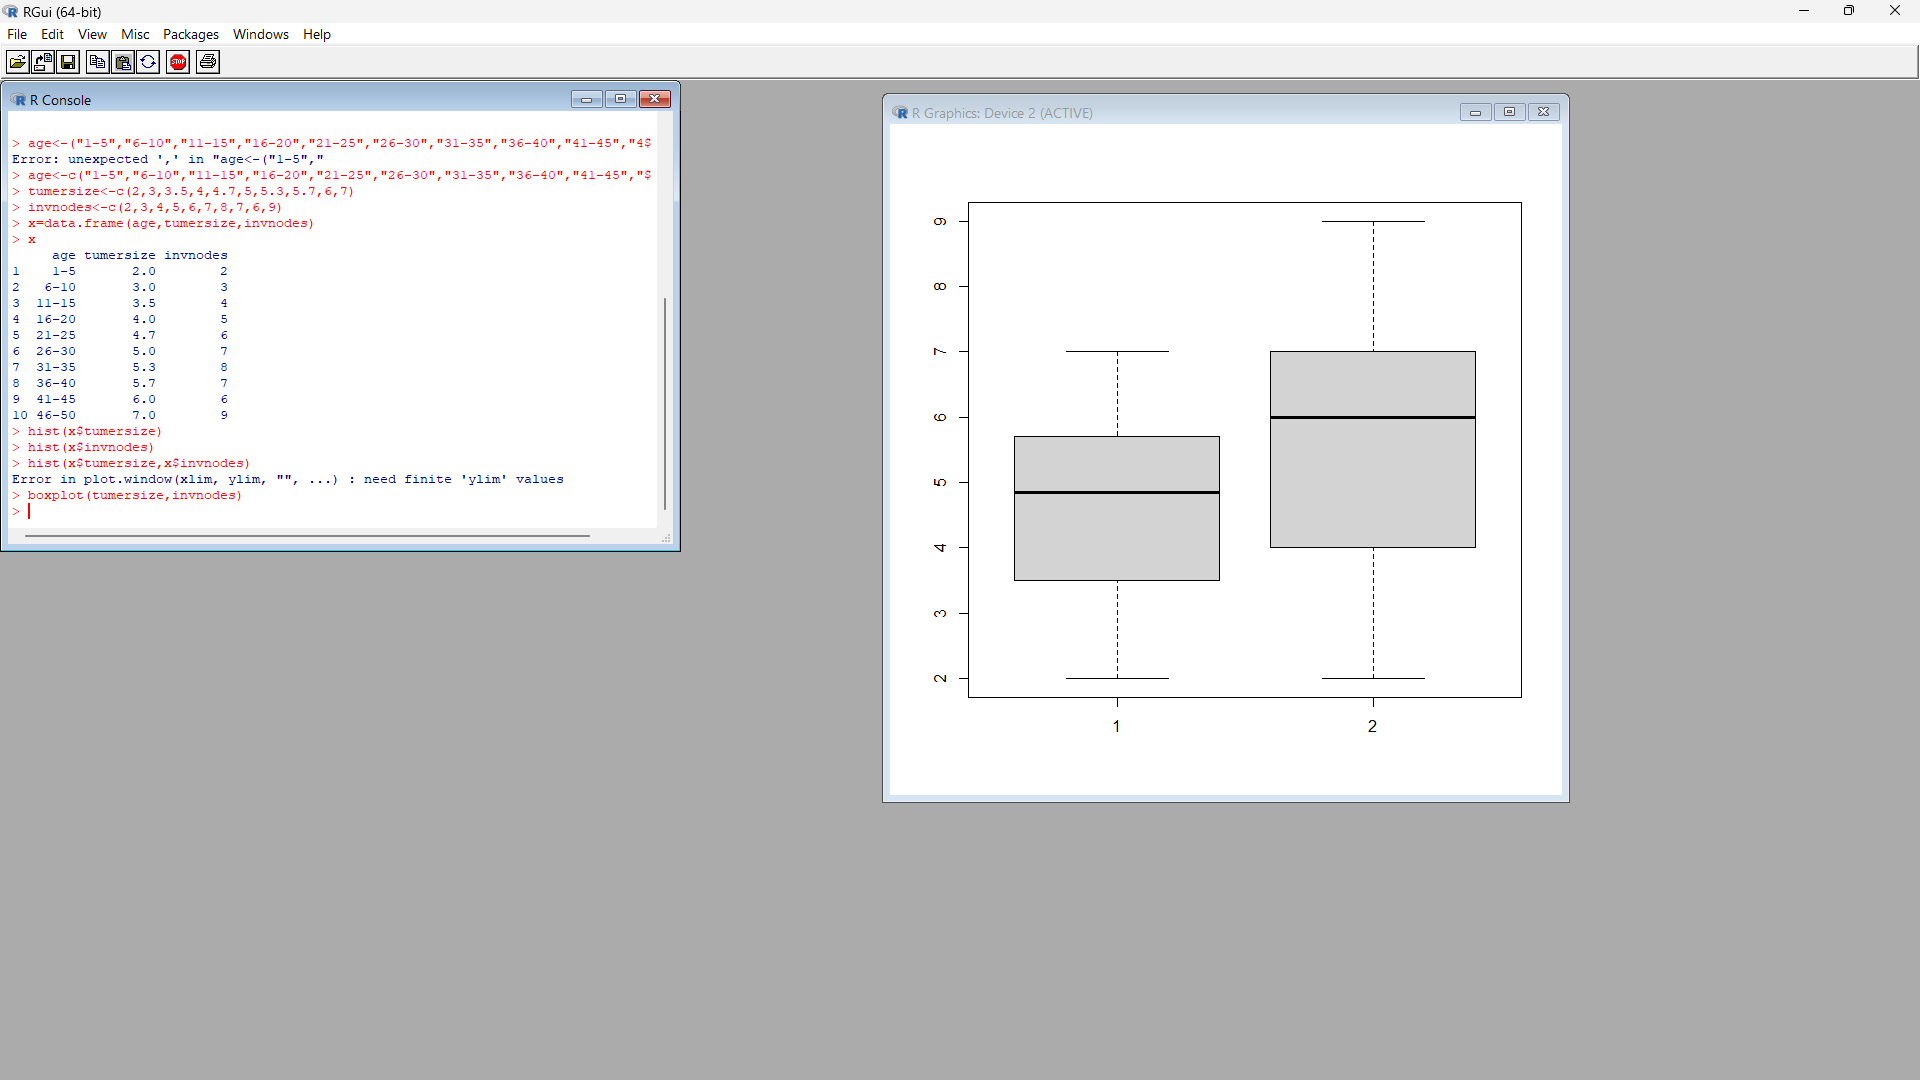 RGui (64-bit)
File Edit View Misc Packages Windows Help
STOP
R Console
> age<-("1-5","6-10","11-15","16-20","21-25","26-30","31-35","36-40","41-45","4$
Error: unexpected ',' in "age<-("1-5","
> age<-c("1-5","6-10","11-15","16-20","21-25","26-30","31-35","36-40","41-45","$
> tumersize<-c(2,3,3.5,4,4.7,5,5.3,5.7,6,7)
> invnodes<-c(2,3,4,5,6,7,8,7,6,9)
> x=data.frame(age,tumersize,invnodes)
> x
age tumersize invnodes
1 1-5 2.0 2
2 6-10 3.0 3
3 11-15 3.5 4
4 16-20 4.0 5
5 21-25 4.7 6
6 26-30 5.0 7
7 31-35 5.3 8
8 36-40 5.7 7
9 41-45 6.0 6
10 46-50 7.0 9
> hist(x$tumersize)
> hist(x$invnodes)
> hist(x$tumersize,x$invnodes)
Error in plot.window(xlim, ylim, "", ...) : need finite 'ylim' values
> boxplot(tumersize,invnodes)
>
R Graphics: Device 2 (ACTIVE)
9
8
7
6
5
4
3
2
1 2